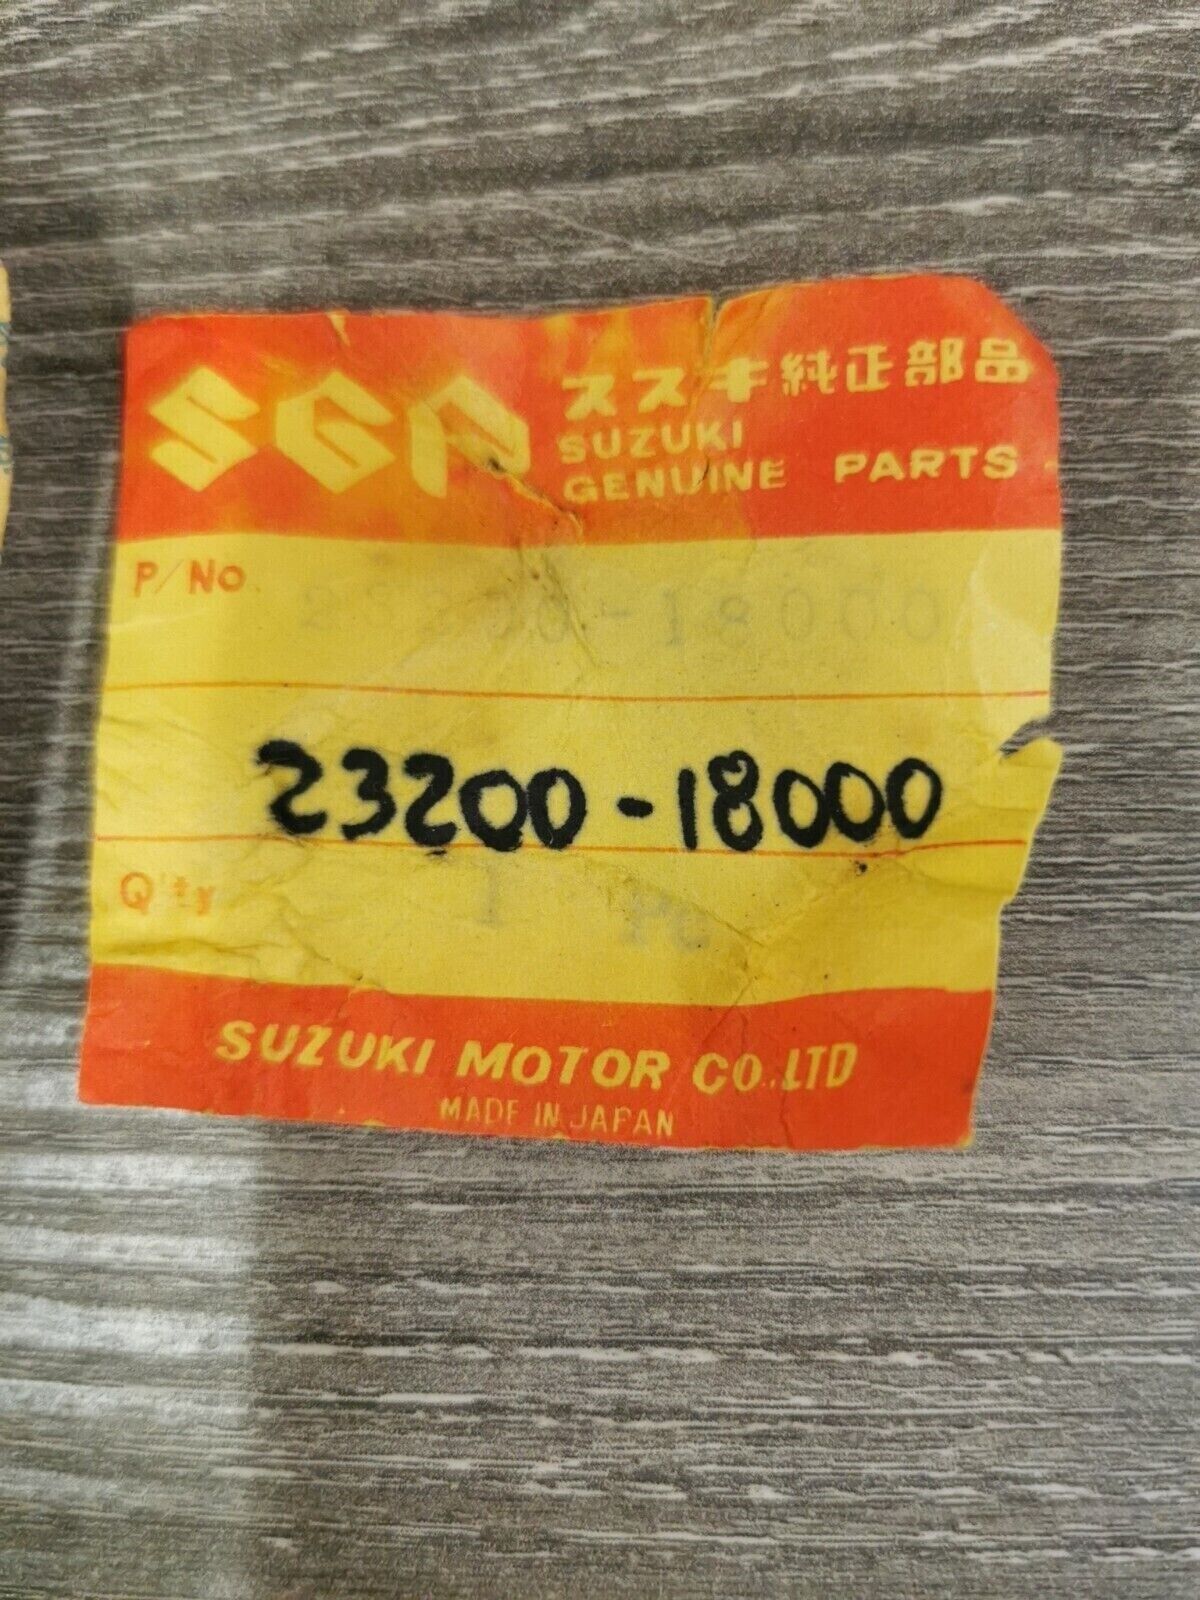 SGP スズキ純正部品
SUZUKI
GENUINE PARTS
P/No 23200-18000
23200-18000
Q'ty 1 PC
SUZUKI MOTOR CO.,LTD
MADE IN JAPAN